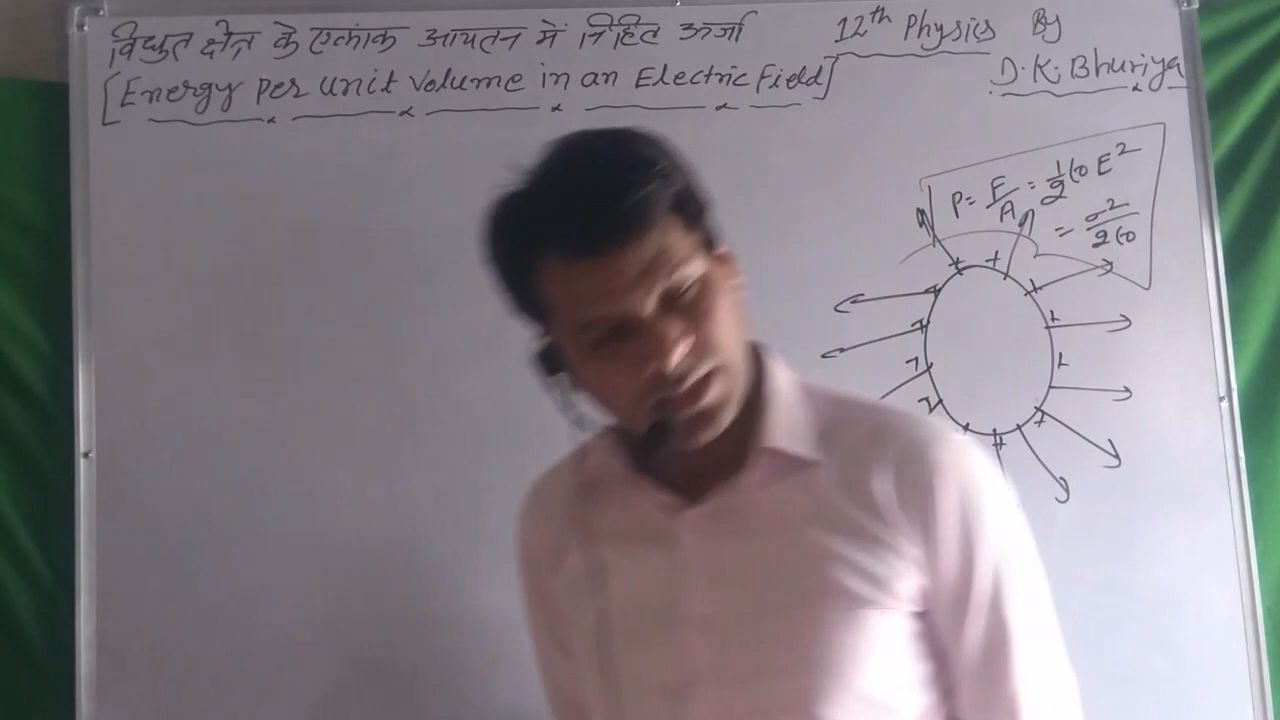 विद्युत क्षेत्र के एकांक आयतन में निहित ऊर्जा
[Energy per unit Volume in an Electric Field]
12th Physics By
D.K. Bhuriya
P = F/A = 1/2 ϵ0 E²
= σ²/2ϵ0